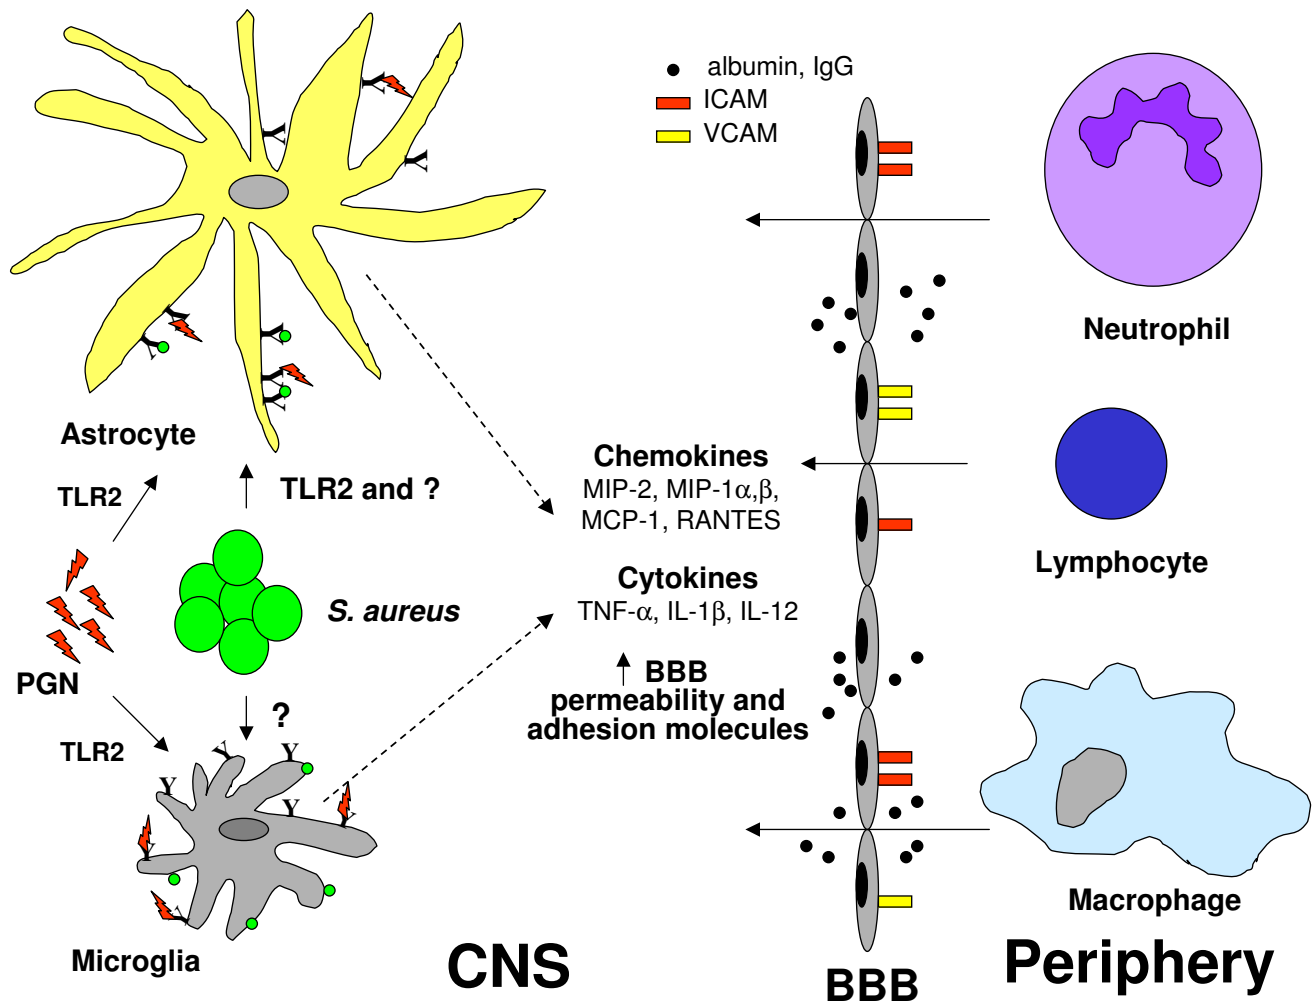 albumin, IgG
ICAM
VCAM
Neutrophil
Astrocyte
TLR2
TLR2 and ?
Chemokines
MIP-2, MIP-1α,β,
MCP-1, RANTES
Lymphocyte
Cytokines
TNF-α, IL-1β, IL-12
S. aureus
PGN
BBB
permeability and
adhesion molecules
?
TLR2
Y
Y
Y
Y
Y
Y
Y
Macrophage
Microglia
CNS
BBB
Periphery